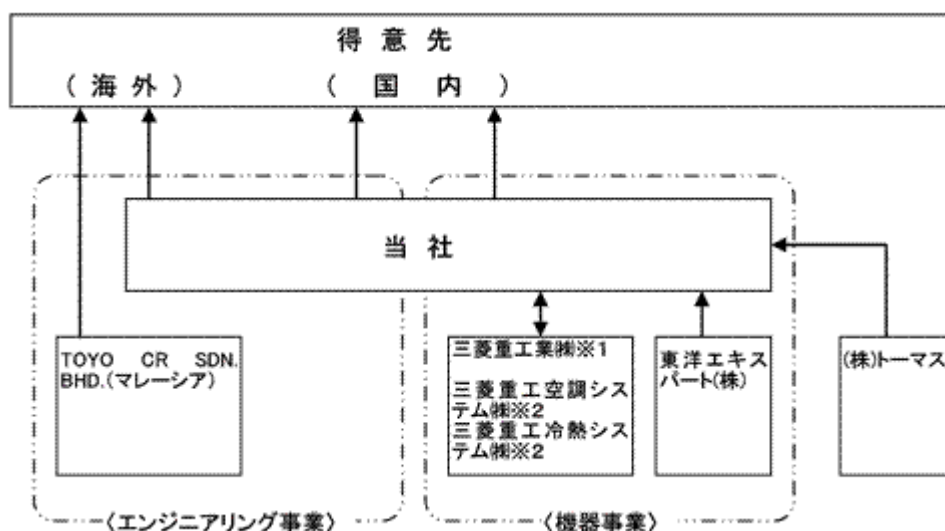 得意先
(海外) (国内)
当社
TOYO CR SDN.
BHD.(マレーシア)
三菱重工業㈱※1
三菱重工空調シス
テム㈱※2
三菱重工冷熱シス
テム㈱※2
東洋エキス
パート(株)
(株)トーマス
〈エンジニアリング事業〉 〈機器事業〉